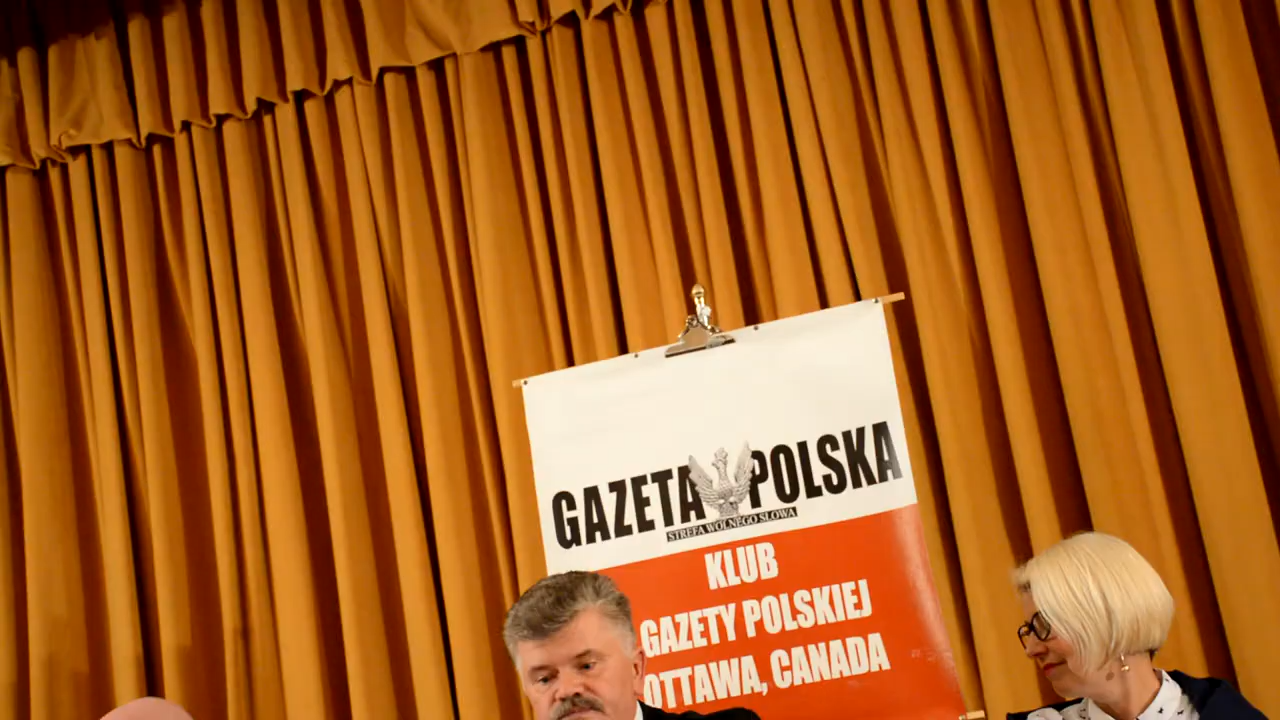 GAZETA POLSKA
STREFA WOLNEGO SŁOWA
KLUB
GAZETY POLSKIEJ
OTTAWA, CANADA